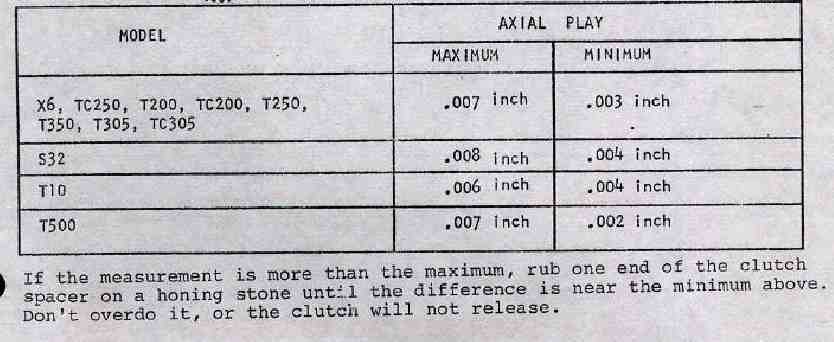 MODEL
AXIAL PLAY
MAXIMUM MINIMUM
X6, TC250, T200, TC200, T250,
T350, T305, TC305
.007 inch .003 inch
S32 .008 inch .004 inch
T10 .006 inch .004 inch
T500 .007 inch .002 inch
If the measurement is more than the maximum, rub one end of the clutch
spacer on a honing stone until the difference is near the minimum above.
Don't overdo it, or the clutch will not release.